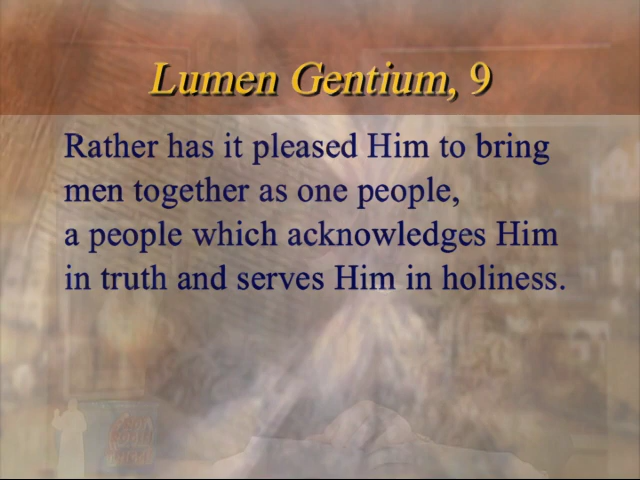 Lumen Gentium, 9
Rather has it pleased Him to bring
men together as one people,
a people which acknowledges Him
in truth and serves Him in holiness.